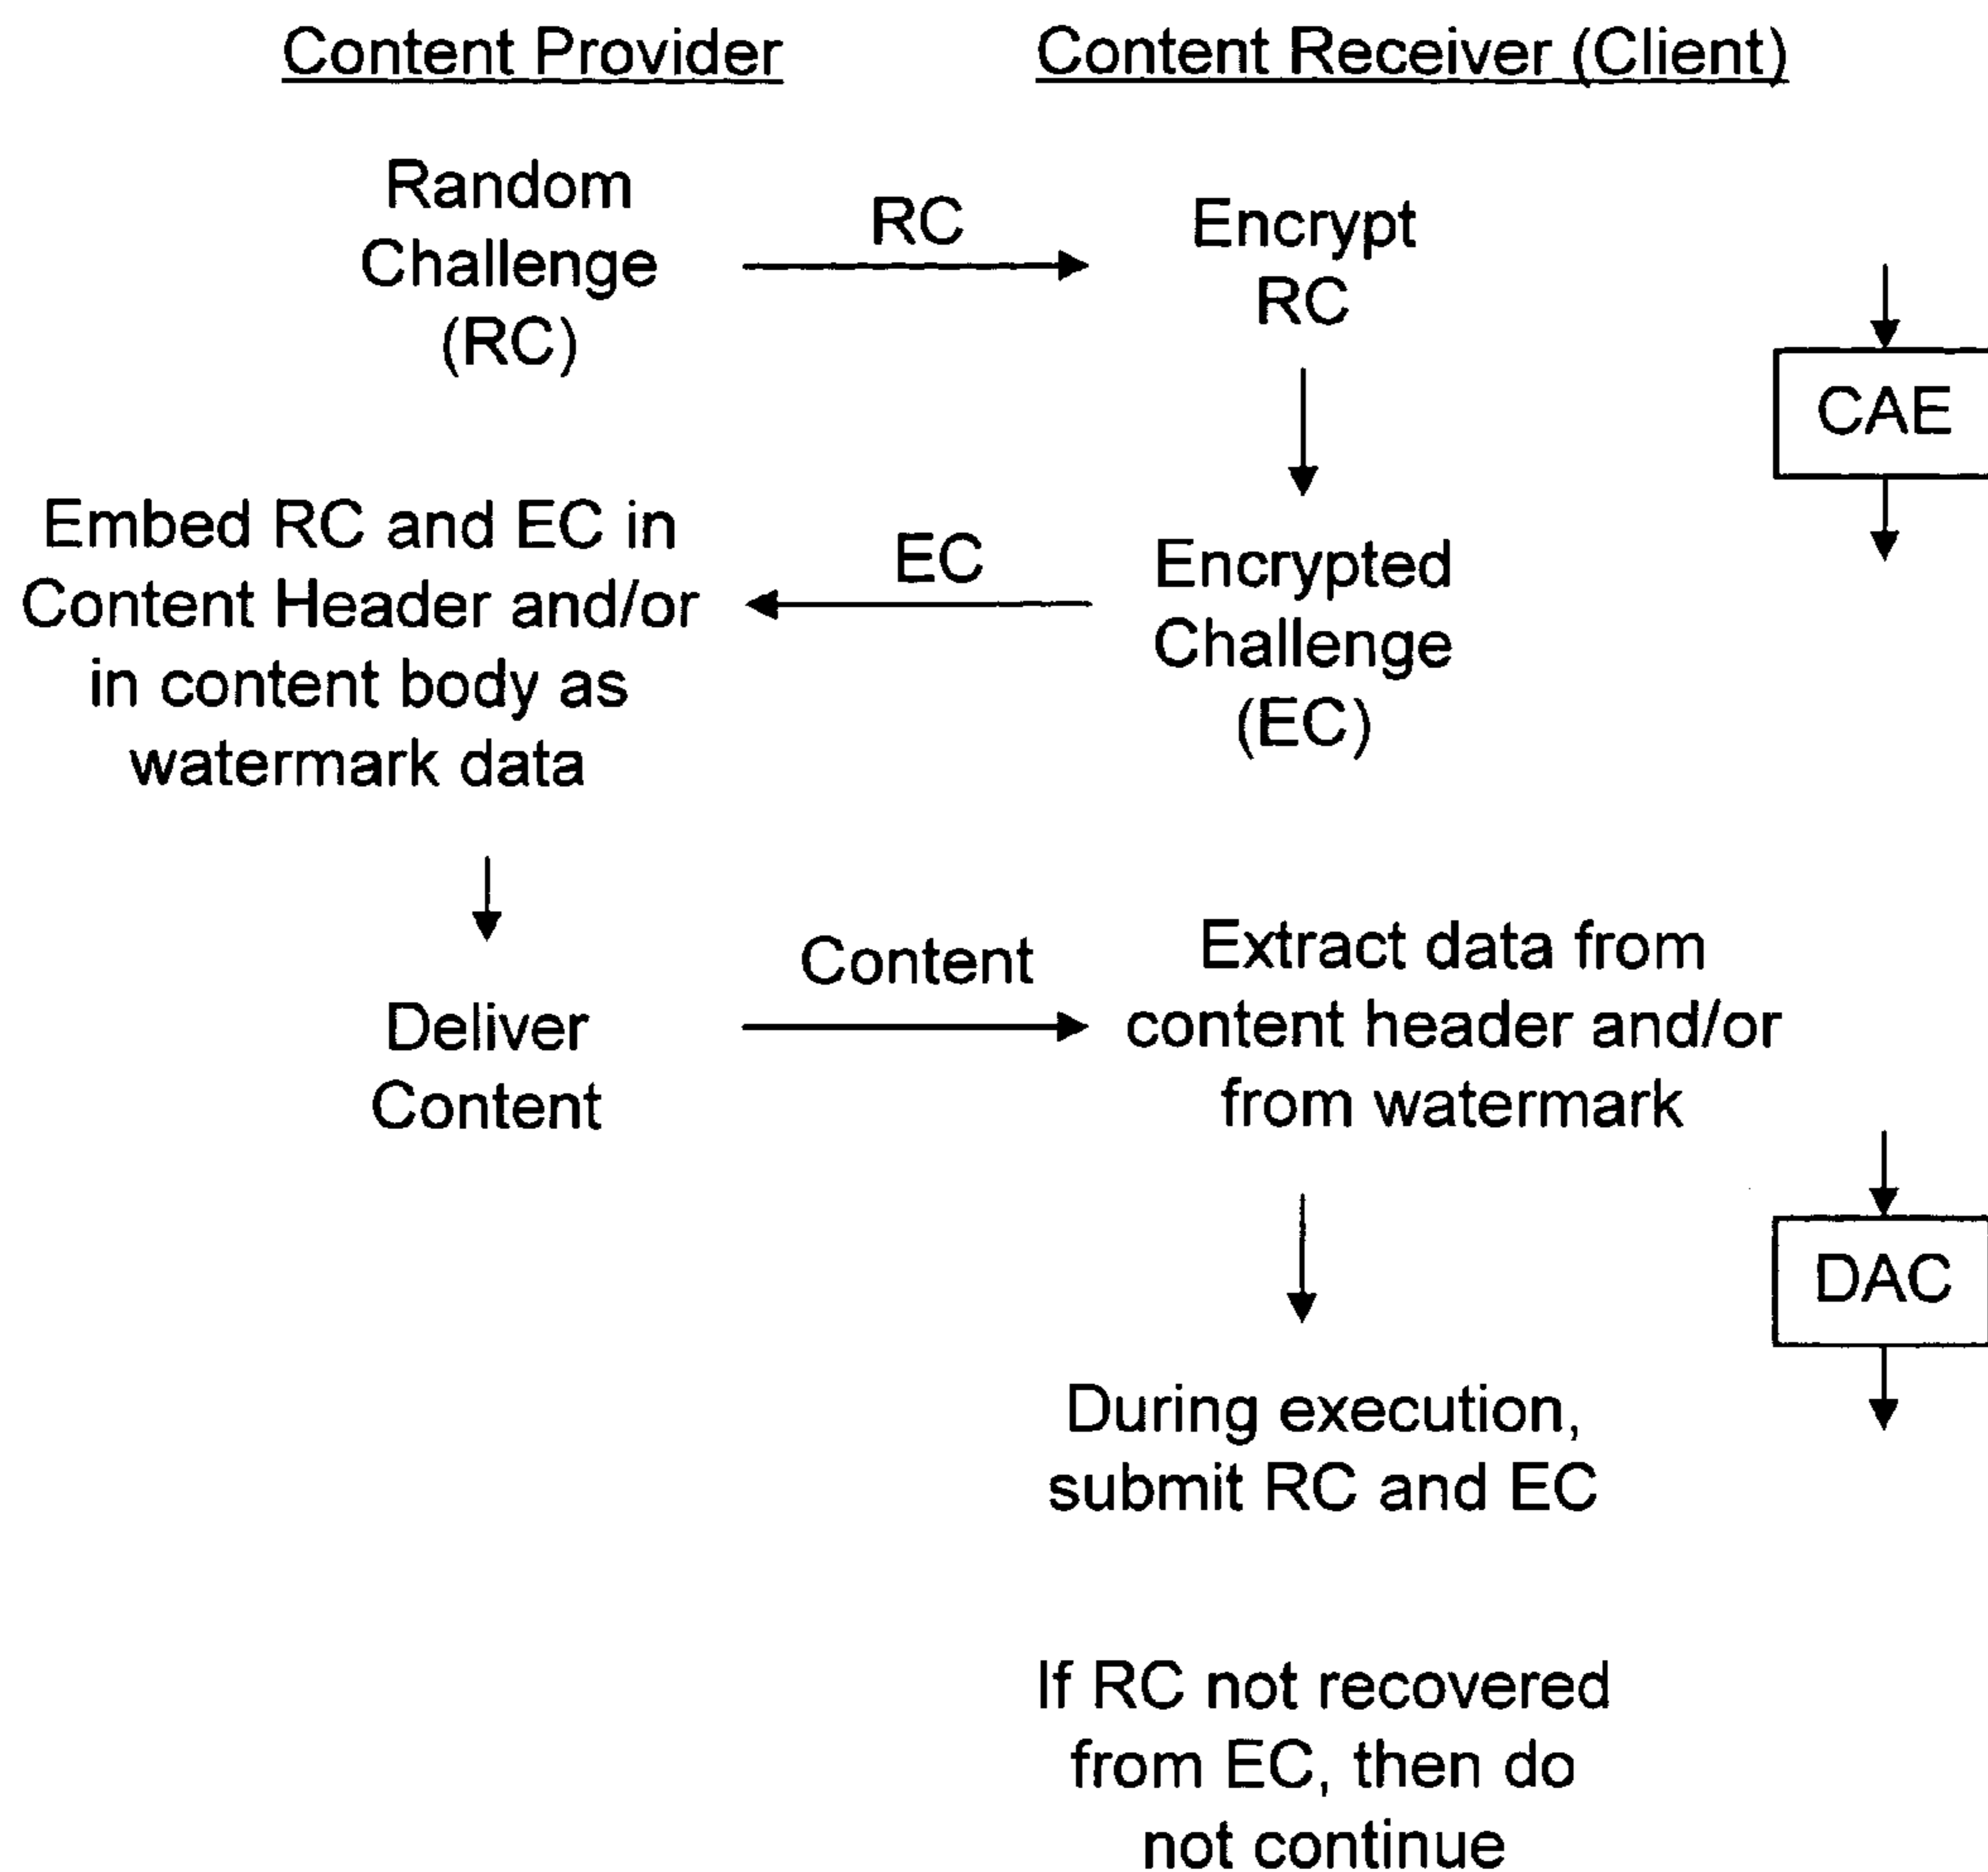 Content Provider
Content Receiver (Client)
Random
Challenge
(RC)
RC
Encrypt
RC
CAE
Embed RC and EC in
Content Header and/or
in content body as
watermark data
EC
Encrypted
Challenge
(EC)
Deliver
Content
Content
Extract data from
content header and/or
from watermark
DAC
During execution,
submit RC and EC
If RC not recovered
from EC, then do
not continue